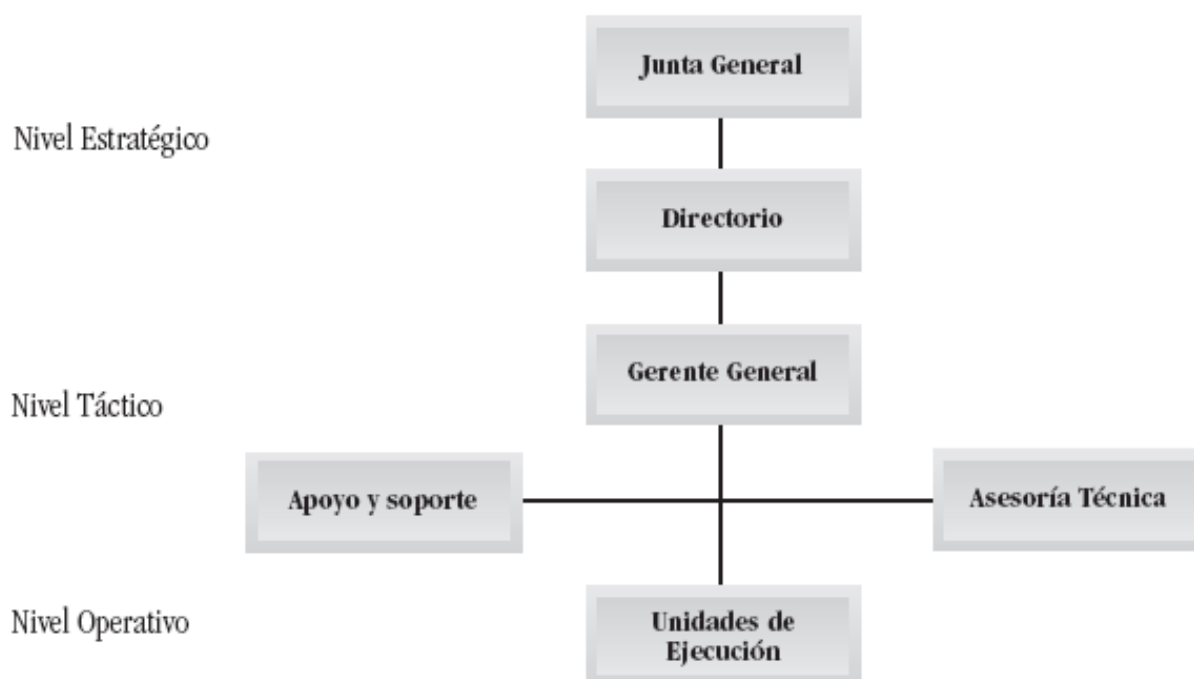 Junta General
Nivel Estratégico
Directorio
Gerente General
Nivel Táctico
Apoyo y soporte
Asesoría Técnica
Nivel Operativo
Unidades de
Ejecución